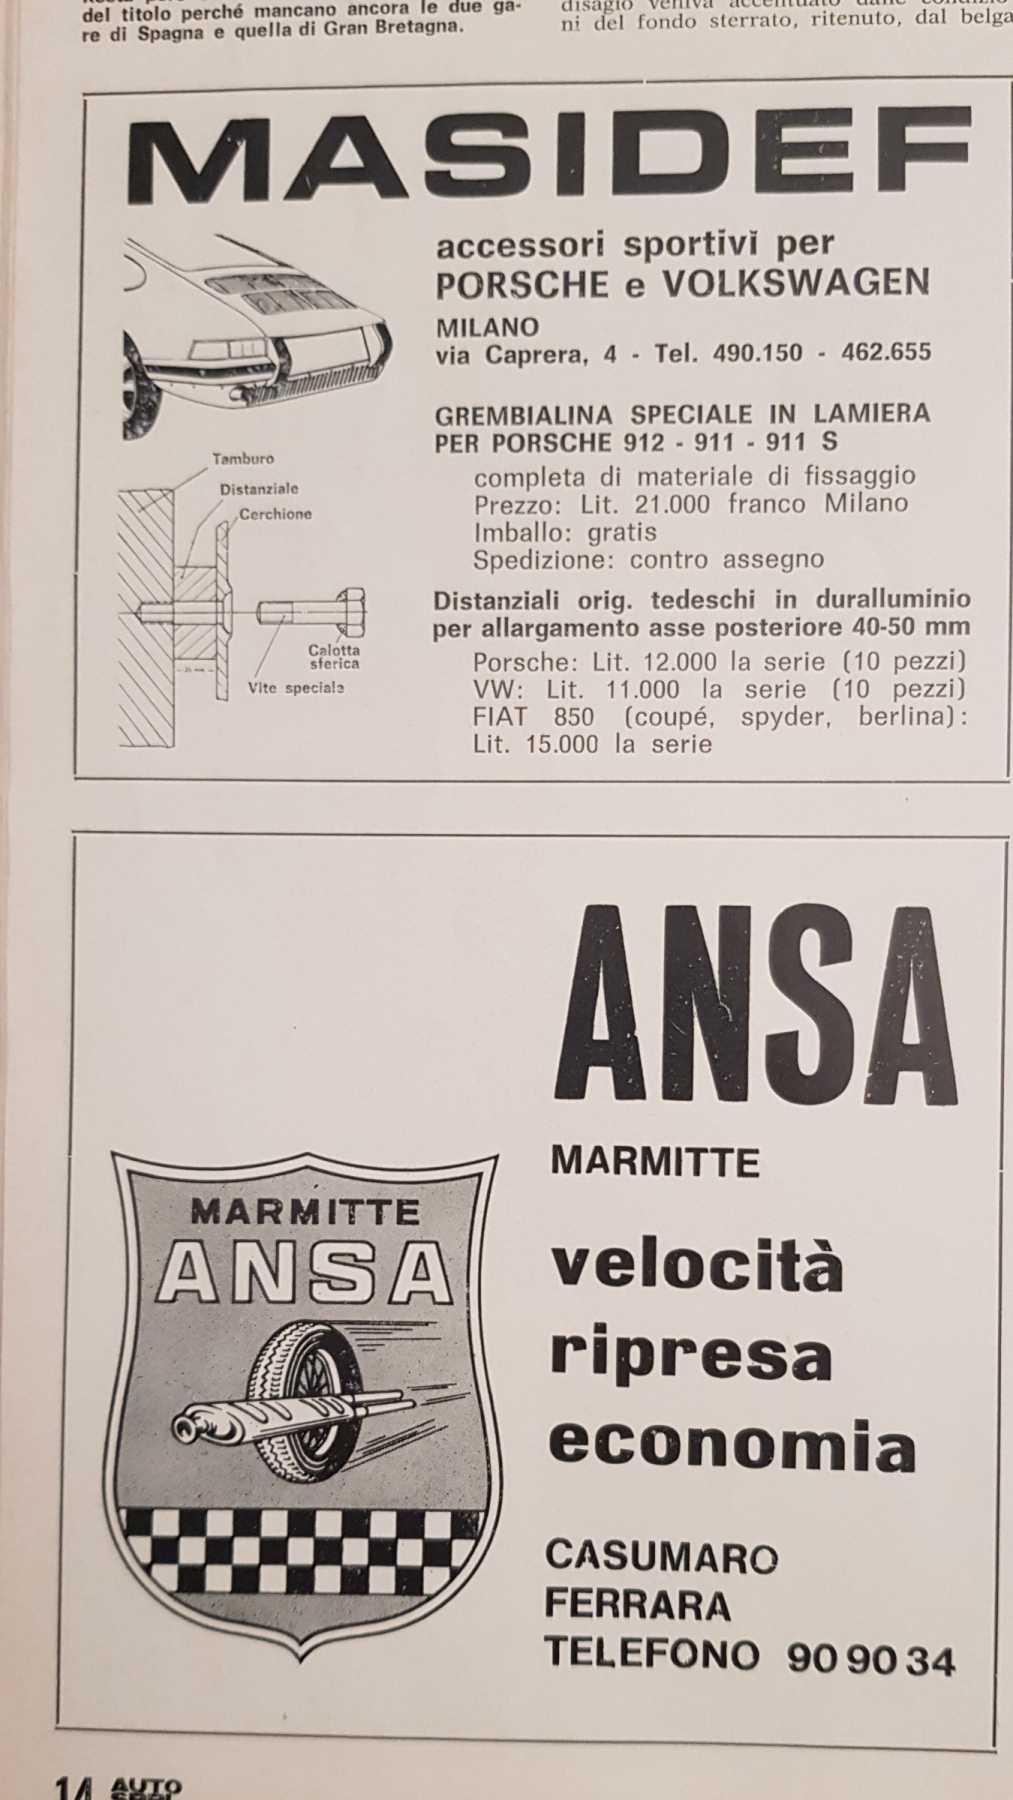 del titolo perché mancano ancora le due ga-
re di Spagna e quella di Gran Bretagna.
ni del fondo sterrato, ritenuto, dal belga
MASIDEF
accessori sportivi per
PORSCHE e VOLKSWAGEN
MILANO
via Caprera, 4 - Tel. 490.150 - 462.655
GREMBIALINA SPECIALE IN LAMIERA
PER PORSCHE 912 - 911 - 911 S
completa di materiale di fissaggio
Prezzo: Lit. 21.000 franco Milano
Imballo: gratis
Spedizione: contro assegno
Distanziali orig. tedeschi in duralluminio
per allargamento asse posteriore 40-50 mm
Porsche: Lit. 12.000 la serie (10 pezzi)
VW: Lit. 11.000 la serie (10 pezzi)
FIAT 850 (coupé, spyder, berlina):
Lit. 15.000 la serie
Tamburo
Distanziale
Cerchione
Calotta
sferica
Vite speciale
ANSA
MARMITTE
velocità
ripresa
economia
CASUMARO
FERRARA
TELEFONO 90 90 34
MARMITTE
ANSA
14 AUTO